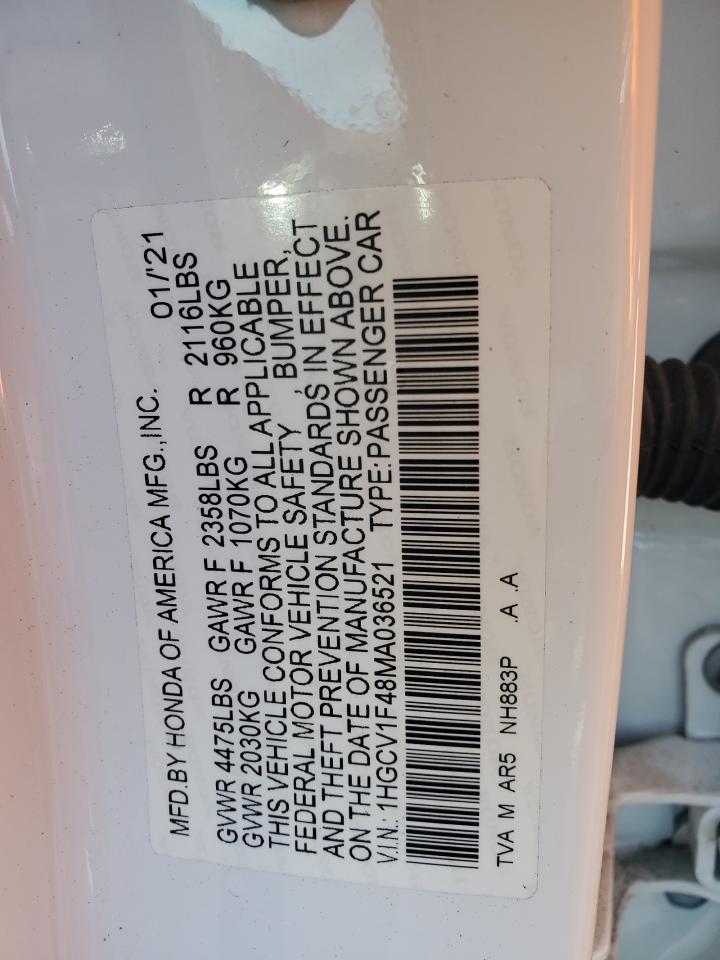 MFD.BY HONDA OF AMERICA MFG.,INC. 01/'21
GVWR 4475LBS GAWR F 2358LBS R 2116LBS
GVWR 2030KG GAWR F 1070KG R 960KG
THIS VEHICLE CONFORMS TO ALL APPLICABLE
FEDERAL MOTOR VEHICLE SAFETY , BUMPER,
AND THEFT PREVENTION STANDARDS IN EFFECT
ON THE DATE OF MANUFACTURE SHOWN ABOVE.
V.I.N.: 1HGCV1F48MA036521 TYPE:PASSENGER CAR
TVA M AR5 NH883P .A .A